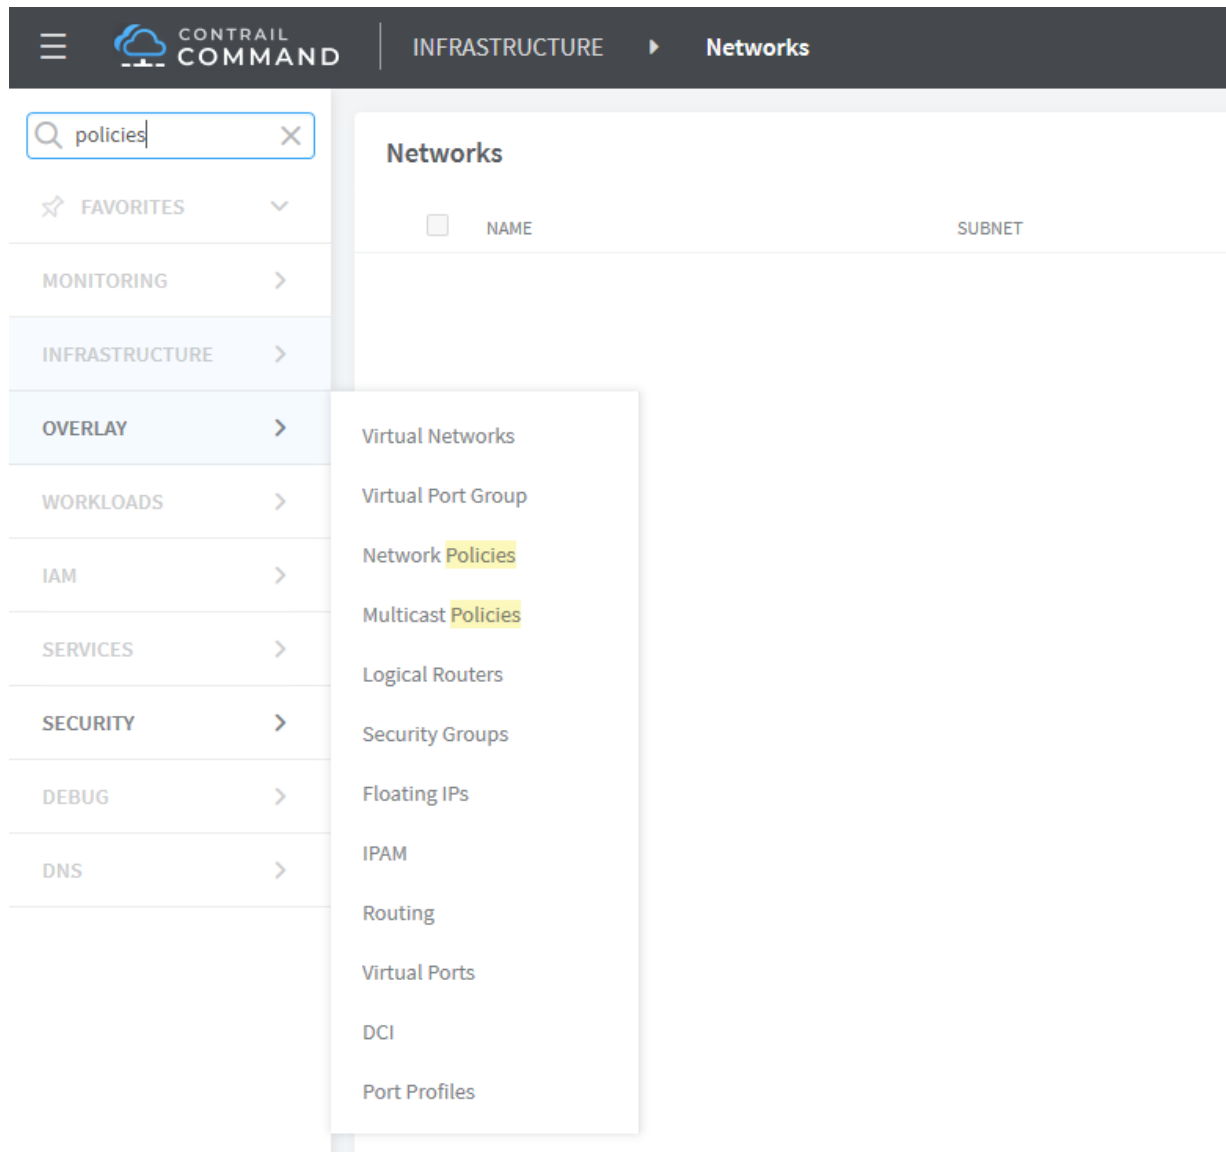 CONTRAIL
COMMAND
INFRASTRUCTURE Networks
policies
FAVORITES
MONITORING
INFRASTRUCTURE
OVERLAY
WORKLOADS
IAM
SERVICES
SECURITY
DEBUG
DNS
Networks
NAME SUBNET
Virtual Networks
Virtual Port Group
Network Policies
Multicast Policies
Logical Routers
Security Groups
Floating IPs
IPAM
Routing
Virtual Ports
DCI
Port Profiles